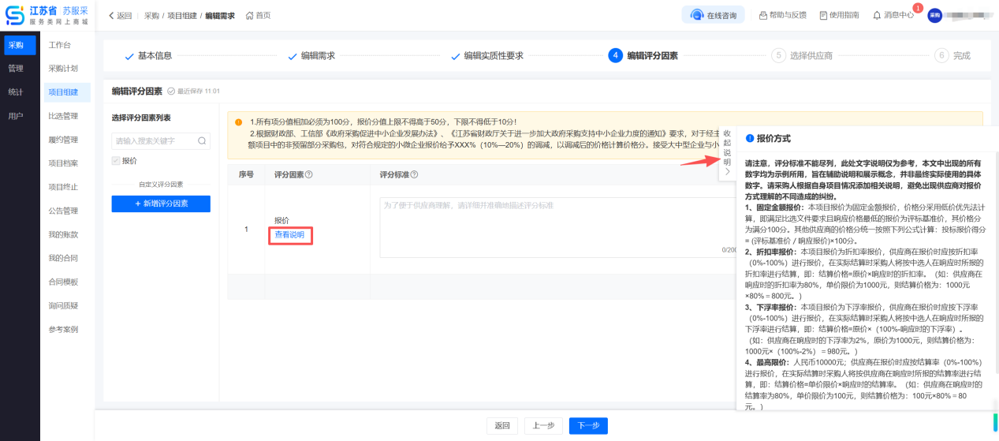 江苏省 苏服采
服务类网上商城
返回 采购 / 项目组建 / 编辑需求 首页
在线咨询 帮助与反馈 使用指南 消息中心 1 采购
采购
管理
统计
用户
工作台
采购计划
项目组建
比选管理
履约管理
项目档案
项目终止
公告管理
我的账款
我的合同
合同模板
询问质疑
参考案例
基本信息 编辑需求 编辑实质性要求 4 编辑评分因素 5 选择供应商 6 完成
编辑评分因素 最近保存 11:01
选择评分因素列表
请输入搜索关键字
报价
自定义评分因素
+ 新增评分因素
1.所有项分值相加必须为100分，报价分值上限不得高于50分，下限不得低于10分！
2.根据财政部、工信部《政府采购促进中小企业发展办法》、《江苏省财政厅关于进一步加大政府采购支持中小企业力度的通知》要求，对于经主
额项目中的非预留部分采购包，对符合规定的小微企业报价给予XXX%（10%—20%）的调减，以调减后的价格计算价格分。接受大中型企业与小
序号 评分因素 评分标准
1
报价
查看说明
为了便于供应商理解，请详细并准确地描述评分标准
0/200
收起说明
报价方式
请注意，评分标准不能尽列，此处文字说明仅为参考，本文中出现的所有
数字均为示例所用，旨在辅助说明和展示概念，并非最终实际使用的具体
数字。请采购人根据自身项目情况添加相关说明，避免出现供应商对报价
方式理解的不同造成的纠纷。
1、固定金额报价：本项目报价为固定金额报价，价格分采用低价优先法计
算，即满足比选文件要求且响应价格最低的报价为评标基准价，其价格分
为满分100分。其他供应商的价格分统一按照下列公式计算：投标报价得分
= (评标基准价 / 响应报价)×100分。
2、折扣率报价：本项目报价为折扣率报价，供应商在报价时应按折扣率
（0%-100%）进行报价，在实际结算时采购人将按中选人在响应时所报的
折扣率进行结算，即：结算价格=原价×响应时的折扣率。（如：供应商在
响应时的折扣率为80%，单价限价为1000元，则结算价格为：1000元
×80%＝800元。）
3、下浮率报价：本项目报价为下浮率报价，供应商在报价时应按下浮率
（0%-100%）进行报价，在实际结算时采购人将按中选人在响应时所报的
下浮率进行结算，即：结算价格=原价×（100%-响应时的下浮率）。
（如：供应商在响应时的下浮率为2%，原价为1000元，则结算价格为：
1000元×（100%-2%）＝980元。）
4、最高限价：人民币10000元；供应商在报价时应按结算率（0%-100%）
进行报价，在实际结算时采购人将按供应商在响应时所报的结算率进行结
算，即：结算价格=单价限价×响应时的结算率。（如：供应商在响应时的
结算率为80%，单价限价为100元，则结算价格为：100元×80%＝80
元。）
返回 上一步 下一步